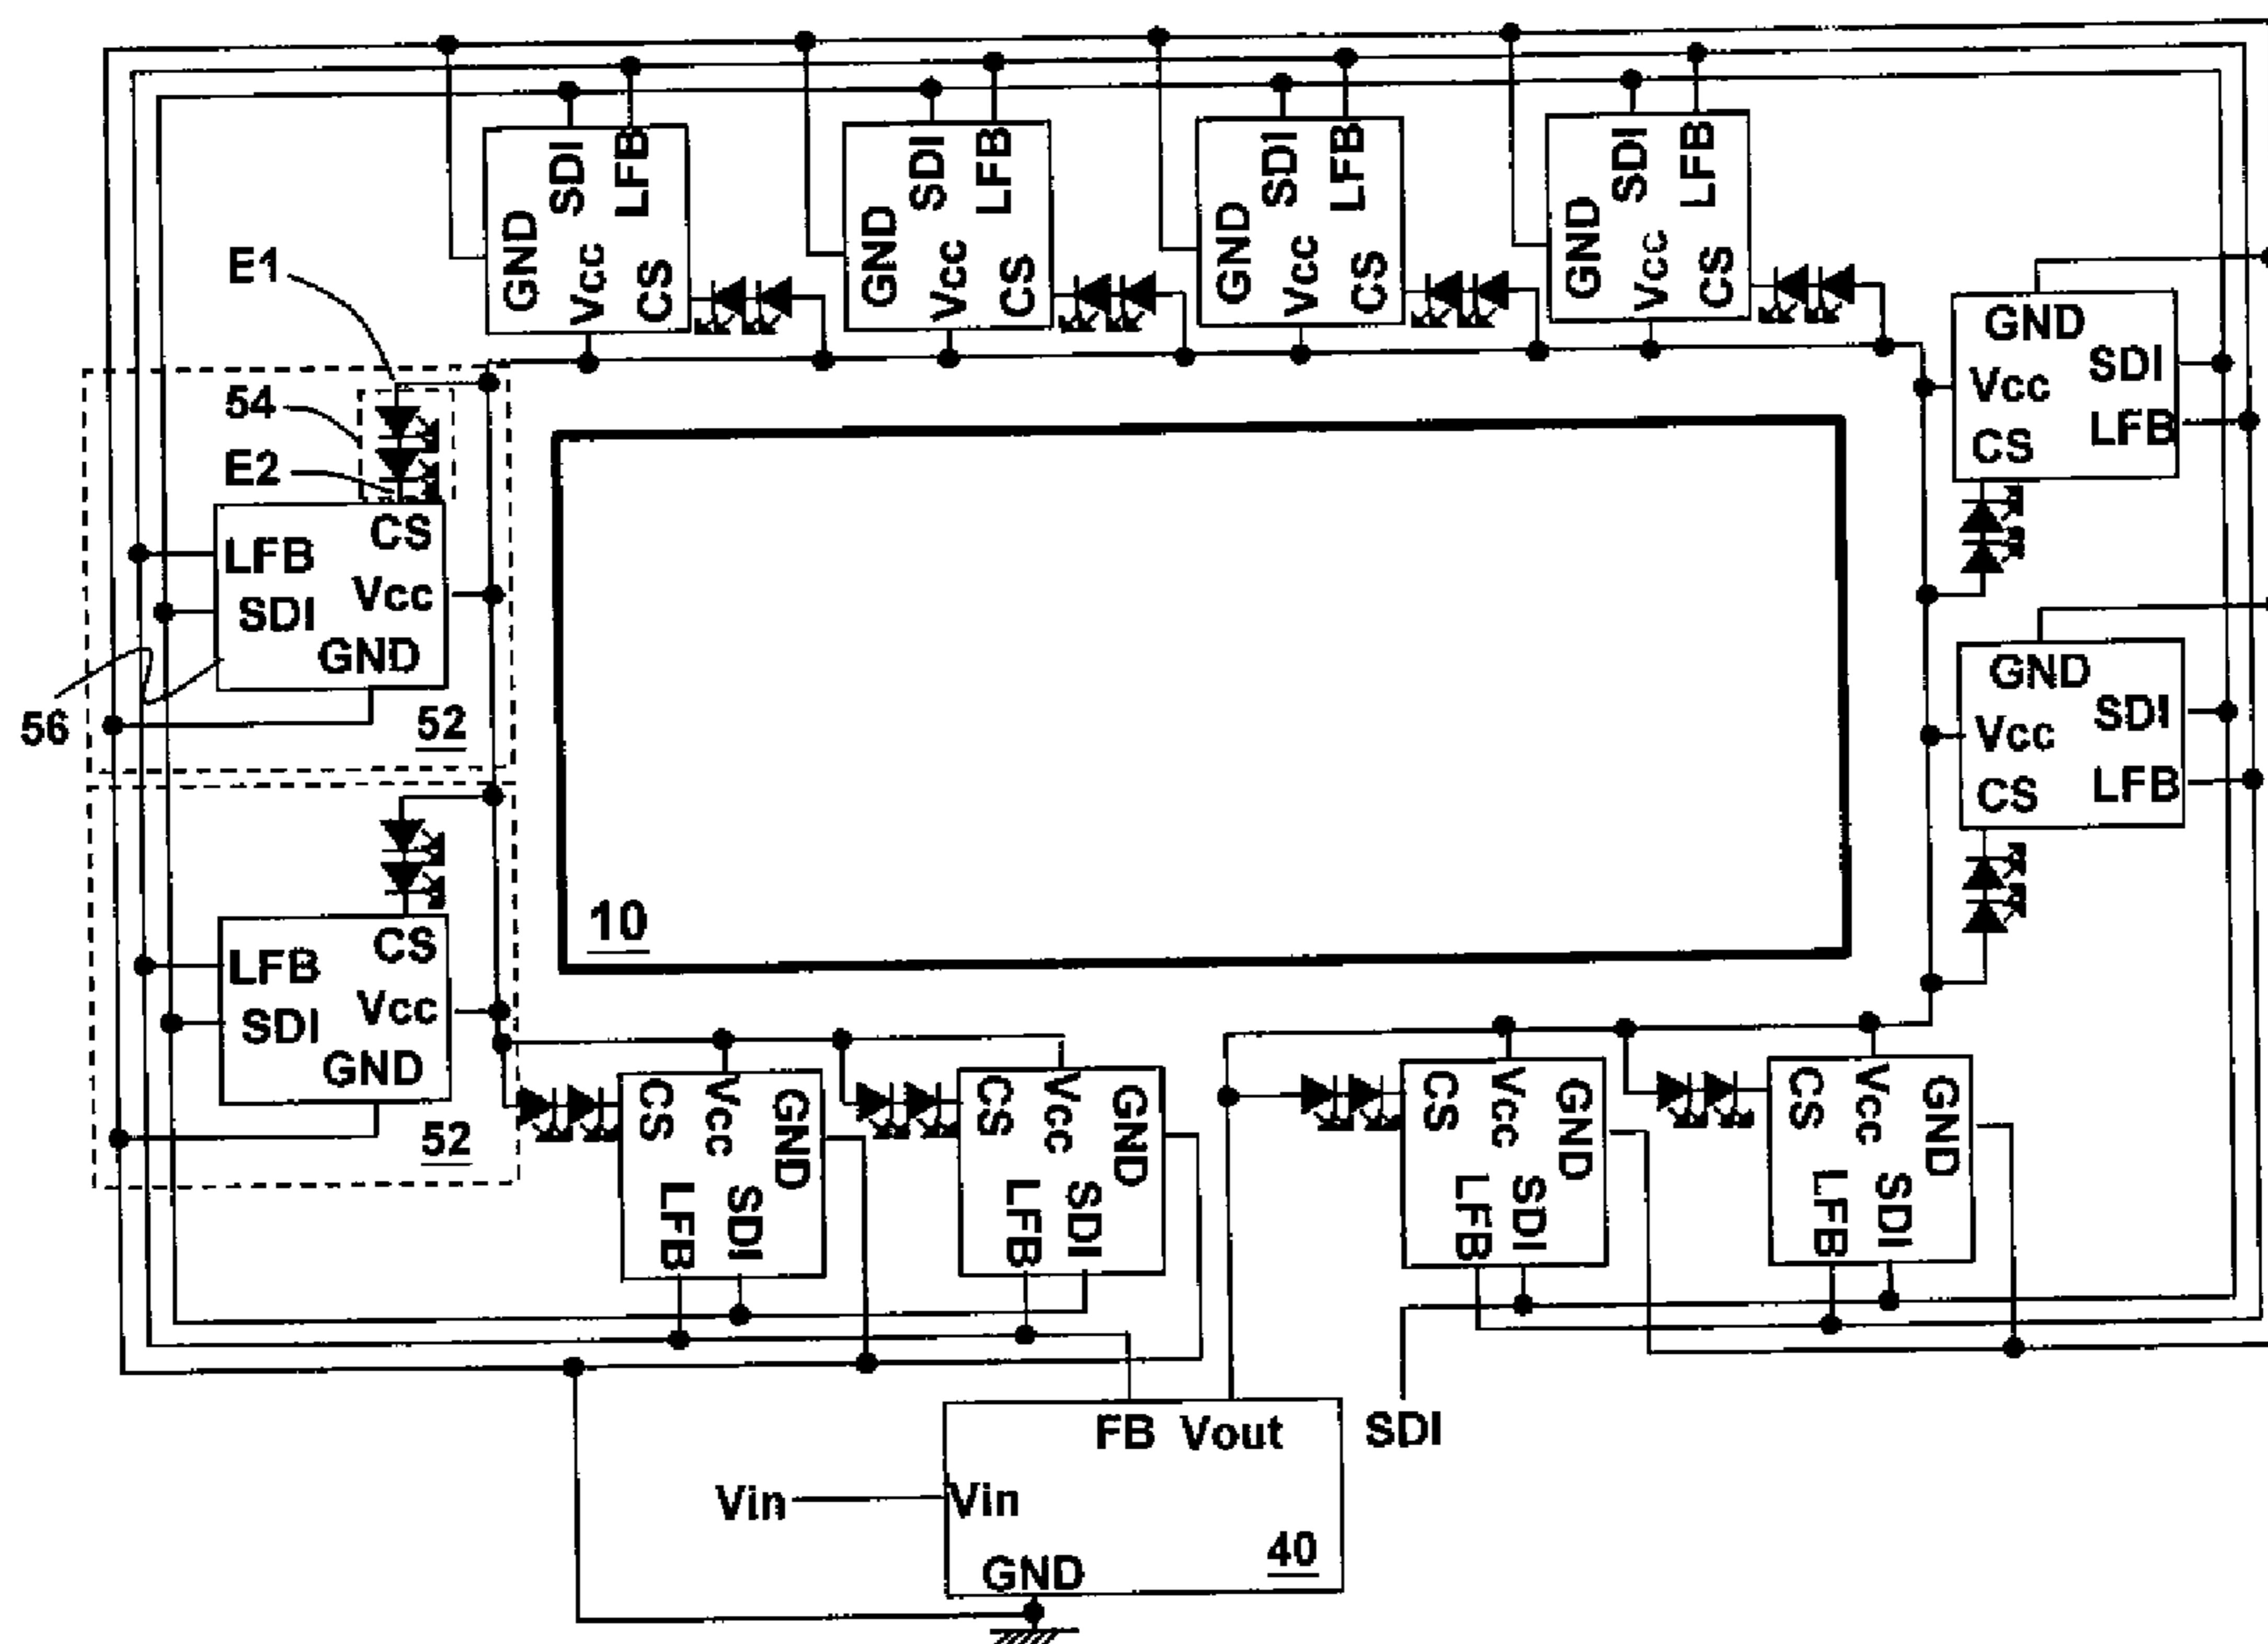 SDI LFB GND Vcc CS
SDI LFB GND Vcc CS
SDI LFB GND Vcc CS
SDI LFB GND Vcc CS
E1
54
E2
CS
LFB
Vcc
SDI
GND
56
52
GND
SDI
Vcc
LFB
CS
GND
SDI
Vcc
LFB
CS
10
CS
LFB
Vcc
SDI
GND
52
CS Vcc GND LFB SDI
CS Vcc GND LFB SDI
CS Vcc GND LFB SDI
CS Vcc GND LFB SDI
FB Vout
SDI
Vin Vin
40
GND